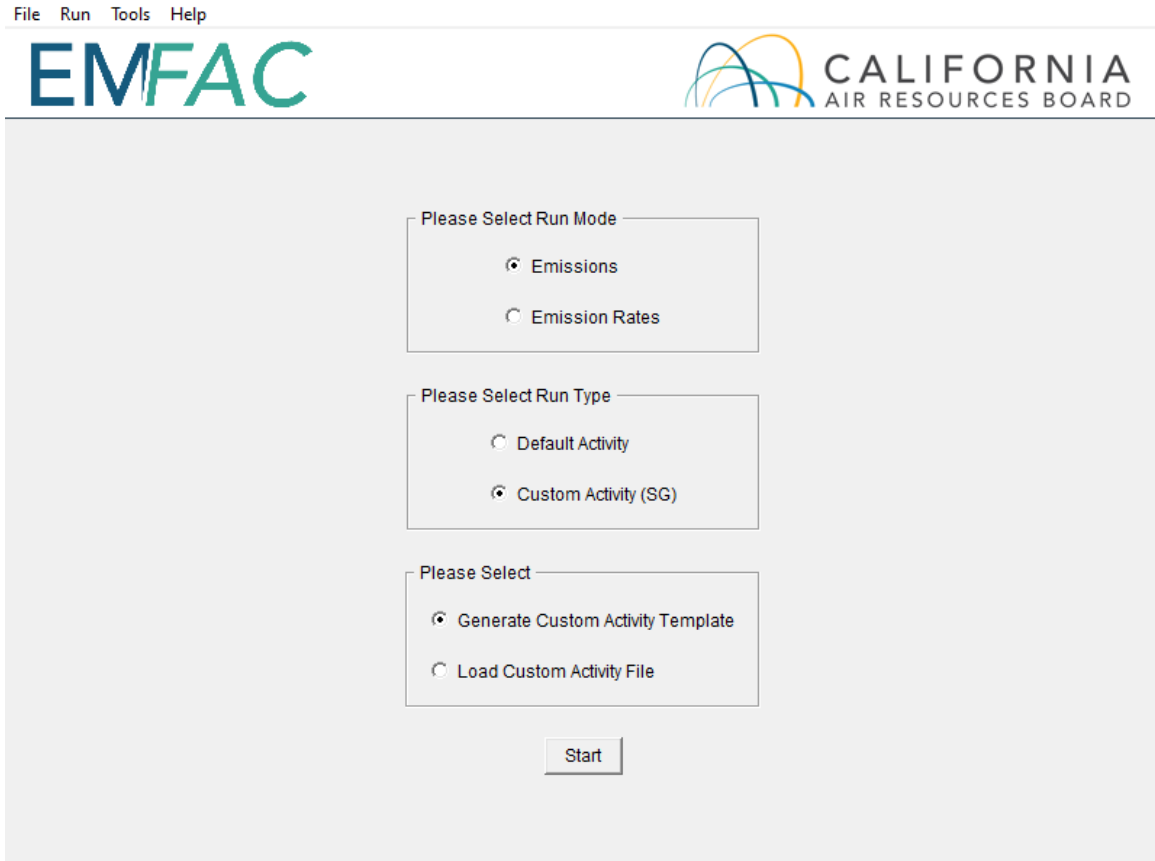 File Run Tools Help
EMFAC
CALIFORNIA
AIR RESOURCES BOARD
Please Select Run Mode
Emissions
Emission Rates
Please Select Run Type
Default Activity
Custom Activity (SG)
Please Select
Generate Custom Activity Template
Load Custom Activity File
Start